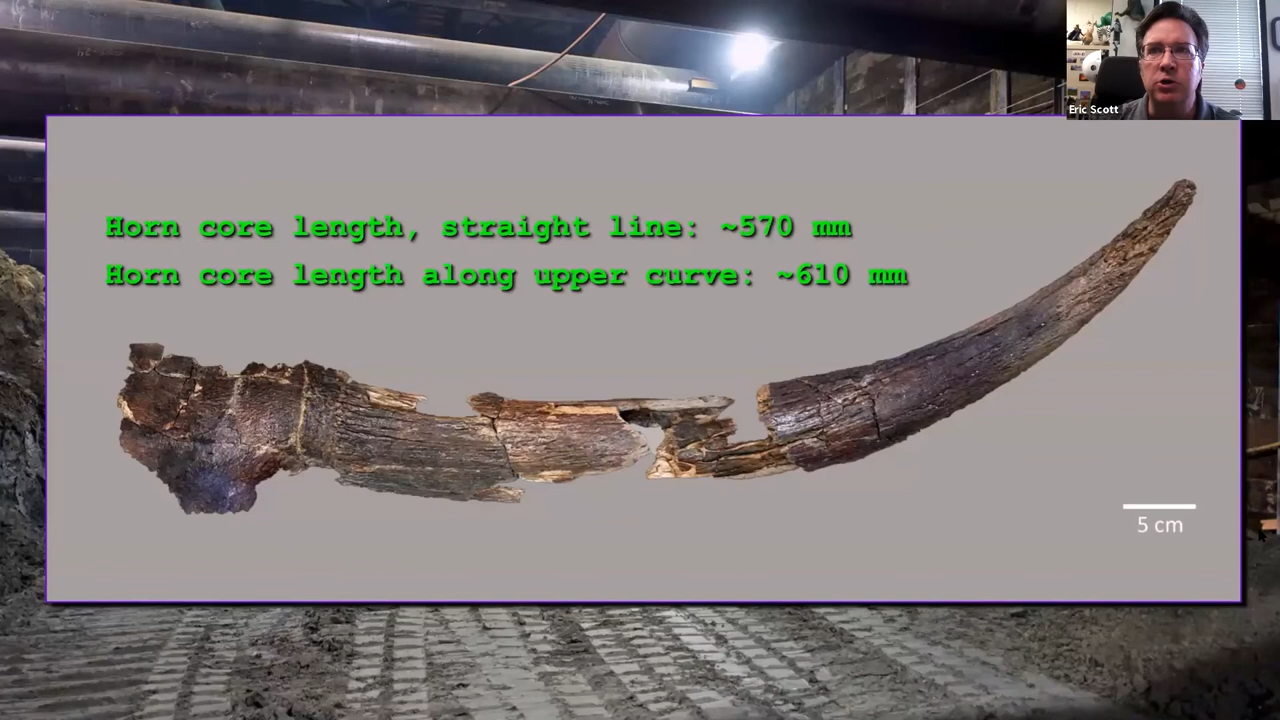 Eric Scott
Horn core length, straight line: ~570 mm
Horn core length along upper curve: ~610 mm
5 cm